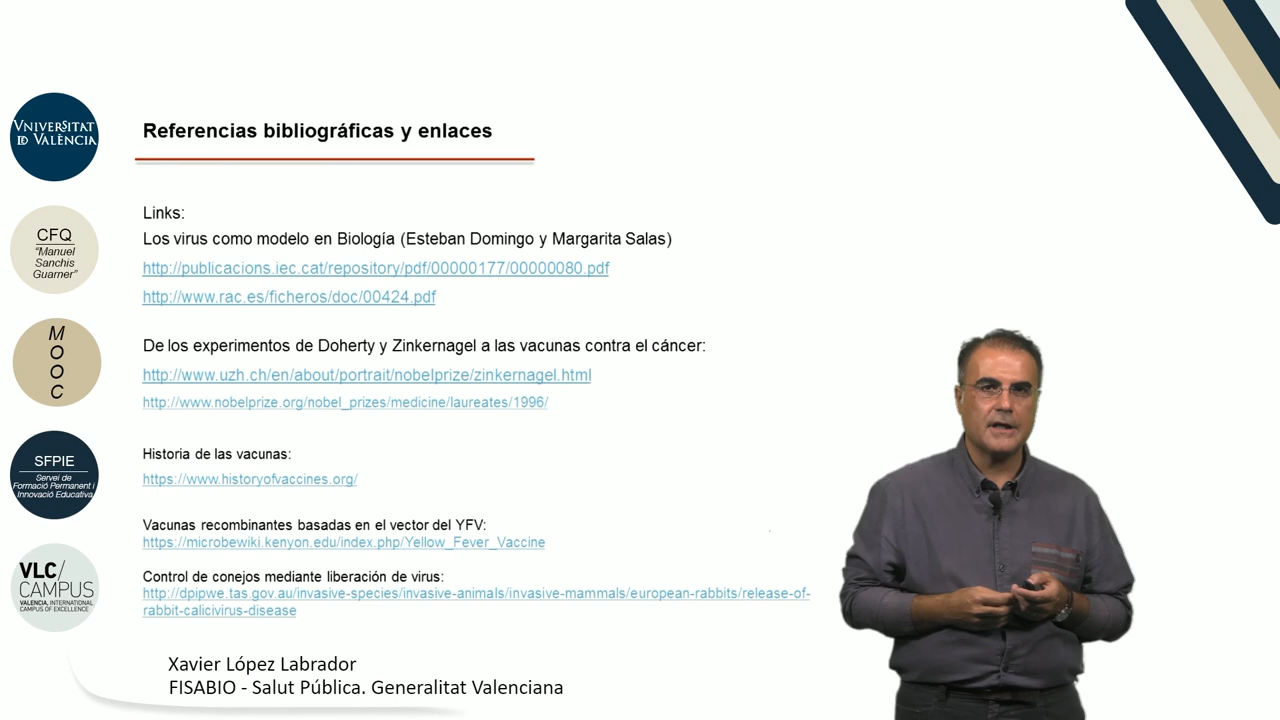 VNIVERSITAT
ID VALÈNCIA
CFQ
“Manuel
Sanchis
Guarner”
M
O
O
C
SFPIE
Servei de
Formació Permanent i
Innovació Educativa
VLC/
CAMPUS
VALENCIA, INTERNATIONAL
CAMPUS OF EXCELLENCE
Referencias bibliográficas y enlaces
Links:
Los virus como modelo en Biología (Esteban Domingo y Margarita Salas)
http://publicacions.iec.cat/repository/pdf/00000177/00000080.pdf
http://www.rac.es/ficheros/doc/00424.pdf
De los experimentos de Doherty y Zinkernagel a las vacunas contra el cáncer:
http://www.uzh.ch/en/about/portrait/nobelprize/zinkernagel.html
http://www.nobelprize.org/nobel_prizes/medicine/laureates/1996/
Historia de las vacunas:
https://www.historyofvaccines.org/
Vacunas recombinantes basadas en el vector del YFV:
https://microbewiki.kenyon.edu/index.php/Yellow_Fever_Vaccine
Control de conejos mediante liberación de virus:
http://dpipwe.tas.gov.au/invasive-species/invasive-animals/invasive-mammals/european-rabbits/release-of-
rabbit-calicivirus-disease
Xavier López Labrador
FISABIO - Salut Pública. Generalitat Valenciana